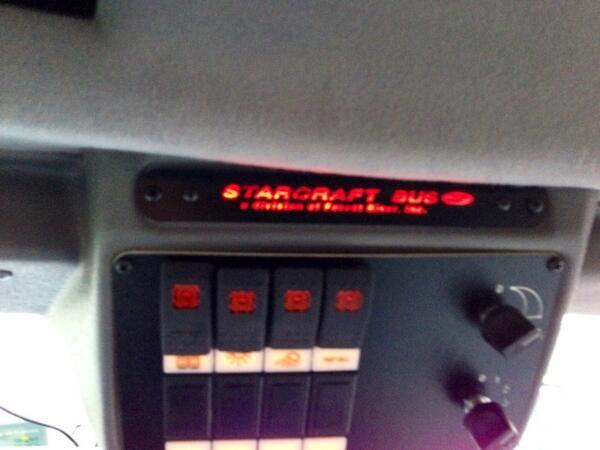 STARCRAFT BUS
a division of Forest River, Inc.